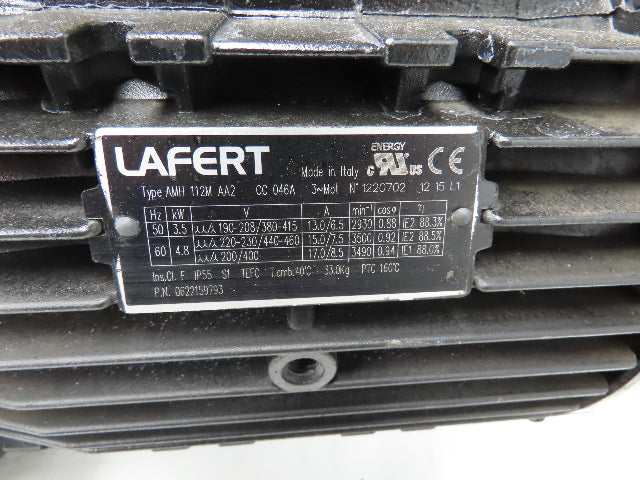 LAFERT
ENERGY
Made in Italy c RU us CE
Type AMH 112M AA2 CC 046A 3~Mot. N° 1220702 12 15 L1
Hz kW V A min⁻¹ cosφ η
50 3.5 190-208/380-415 13.0/6.5 2930 0.88 IE2 88.3%
60 4.8 220-230/440-460 15.0/7.5 3500 0.92 IE2 88.5%
200/400 17.0/8.5 3490 0.94 IE1 88.0%
Ins.Cl. F IP55 S1 TEFC T.amb.40°C 33.0Kg PTC 160°C
P.N. 0622159793